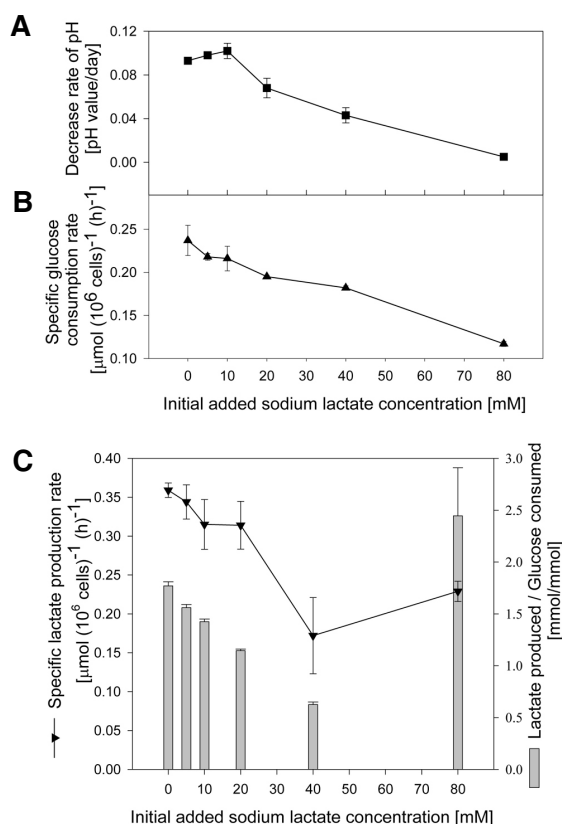 A
Decrease rate of pH
[pH value/day]
0.12
0.08
0.04
0.00
B
Specific glucose
consumption rate
[µmol (10⁶ cells)⁻¹ (h)⁻¹]
0.25
0.20
0.15
0.10
0 10 20 30 40 50 60 70 80
Initial added sodium lactate concentration [mM]
C
Specific lactate production rate
[µmol (10⁶ cells)⁻¹ (h)⁻¹]
0.40
0.35
0.30
0.25
0.20
0.15
0.10
0.05
0.00
3.0
2.5
2.0
1.5
1.0
0.5
0.0
Lactate produced / Glucose consumed
[mmol/mmol]
0 10 20 30 40 50 60 70 80
Initial added sodium lactate concentration [mM]